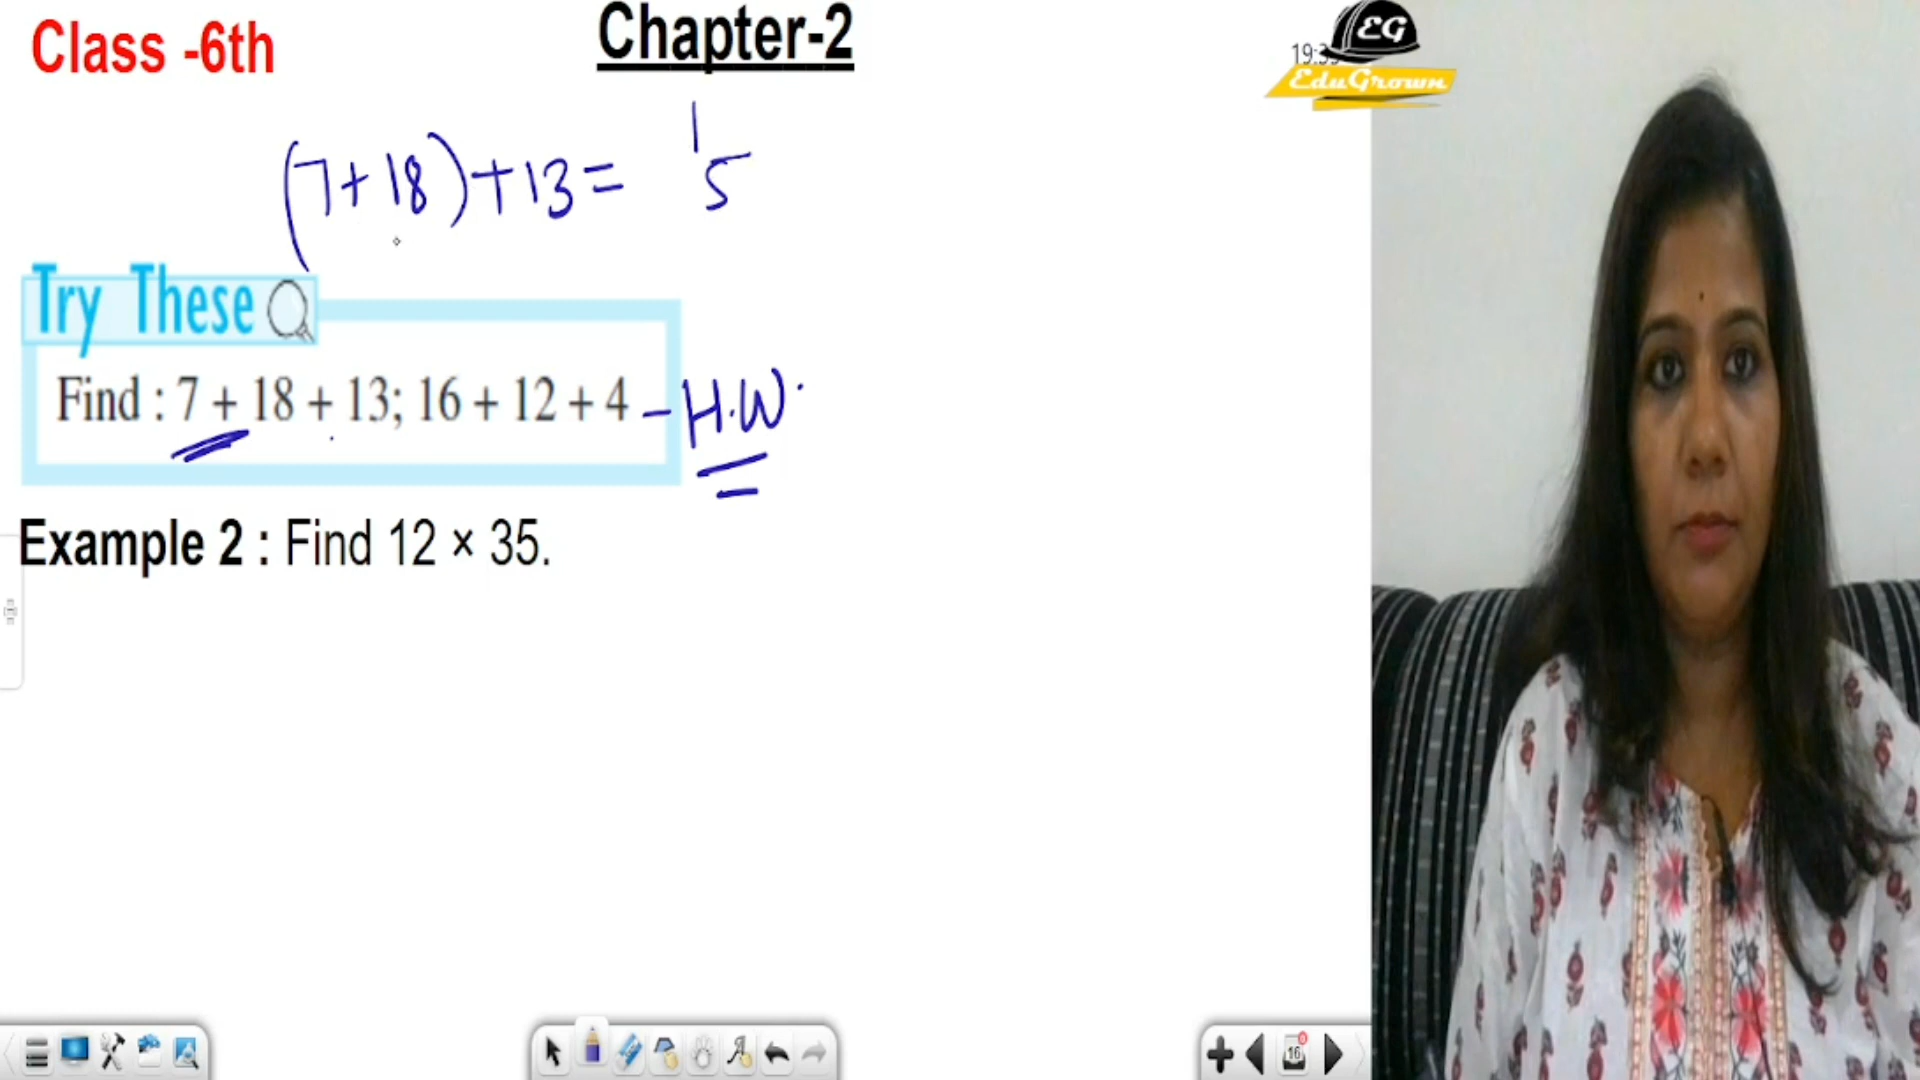 Class -6th
Chapter-2
EG
EduGrown
(7+18)+13= 
1
5
Try These
Find : 7 + 18 + 13; 16 + 12 + 4 - H.W.
Example 2 : Find 12 × 35.
16